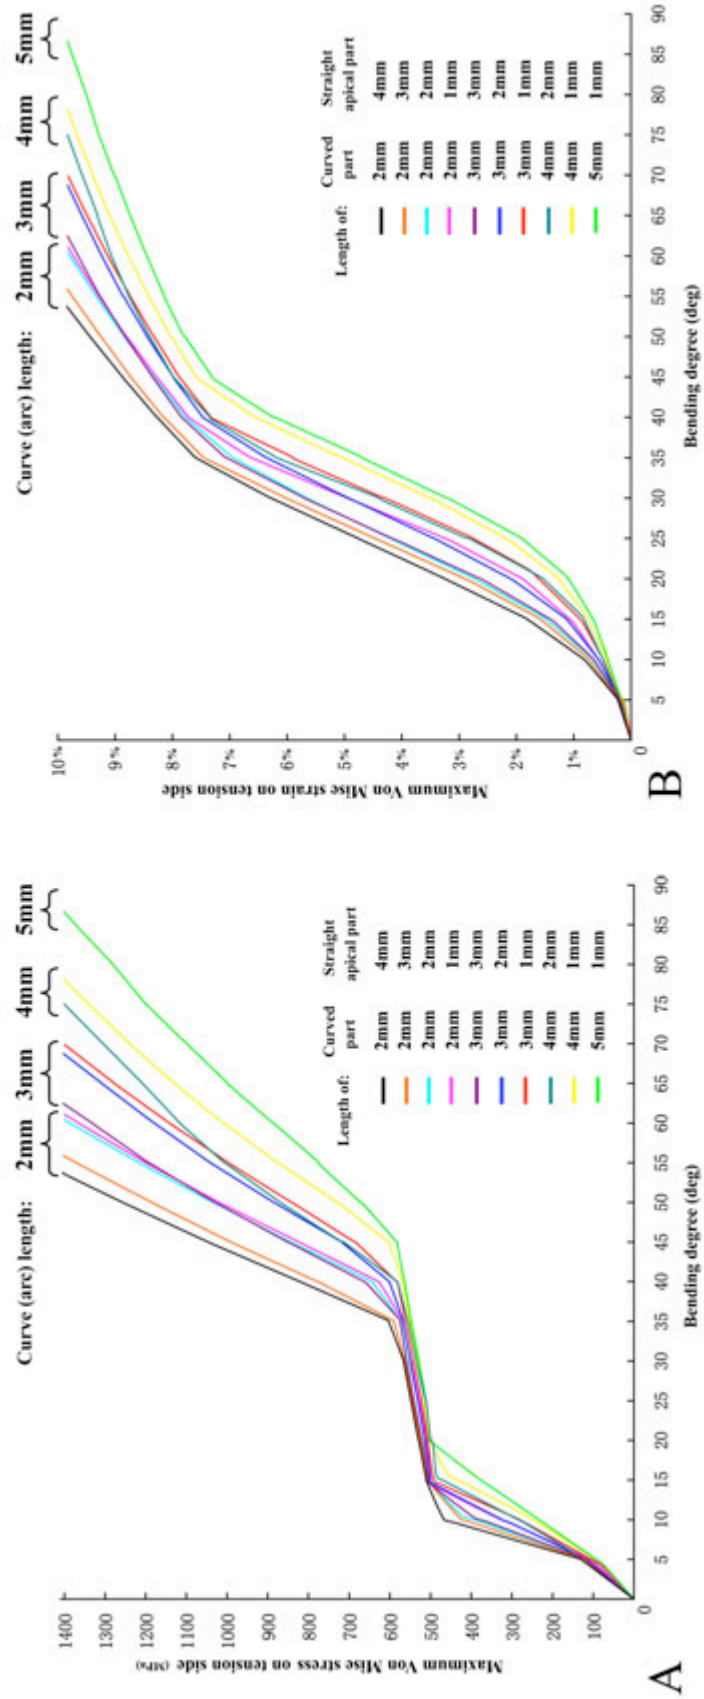 Curve (arc) length: 2mm 3mm 4mm 5mm
1400
1300
1200
1100
1000
900
800
700
600
500
400
300
200
100
Maximum Von Mise stress on tension side (MPa)
Length of: Curved part Straight apical part
2mm 4mm
2mm 3mm
2mm 2mm
2mm 1mm
3mm 3mm
3mm 2mm
3mm 1mm
4mm 2mm
4mm 1mm
5mm 1mm
0 5 10 15 20 25 30 35 40 45 50 55 60 65 70 75 80 85 90
Bending degree (deg)
A
Curve (arc) length: 2mm 3mm 4mm 5mm
10%
9%
8%
7%
6%
5%
4%
3%
2%
1%
Maximum Von Mise strain on tension side
Length of: Curved part Straight apical part
2mm 4mm
2mm 3mm
2mm 2mm
2mm 1mm
3mm 3mm
3mm 2mm
3mm 1mm
4mm 2mm
4mm 1mm
5mm 1mm
0 5 10 15 20 25 30 35 40 45 50 55 60 65 70 75 80 85 90
Bending degree (deg)
B